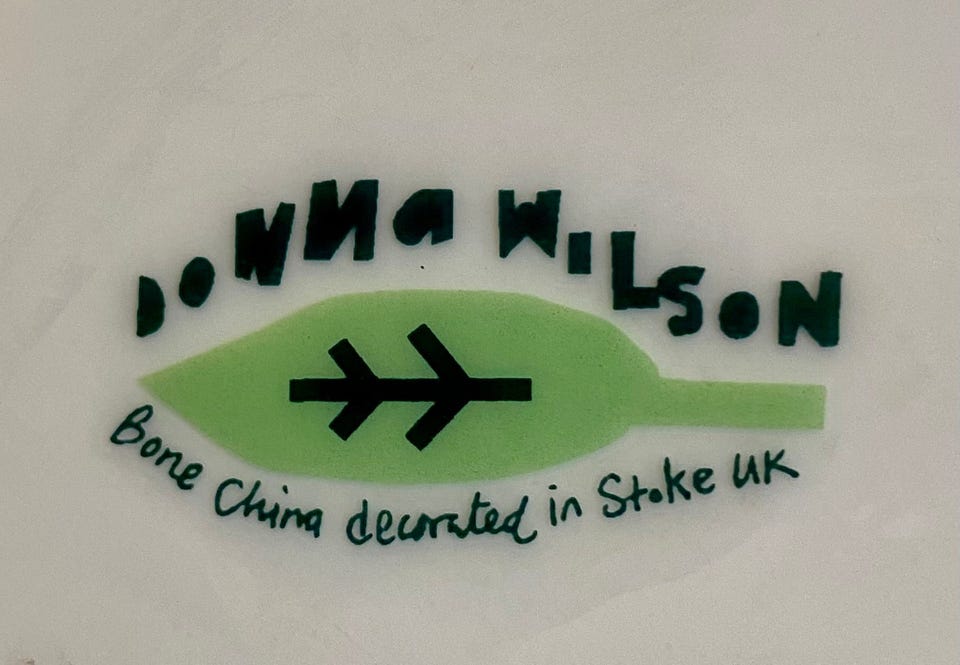 DONNa WILSON
Bone China decorated in Stoke UK